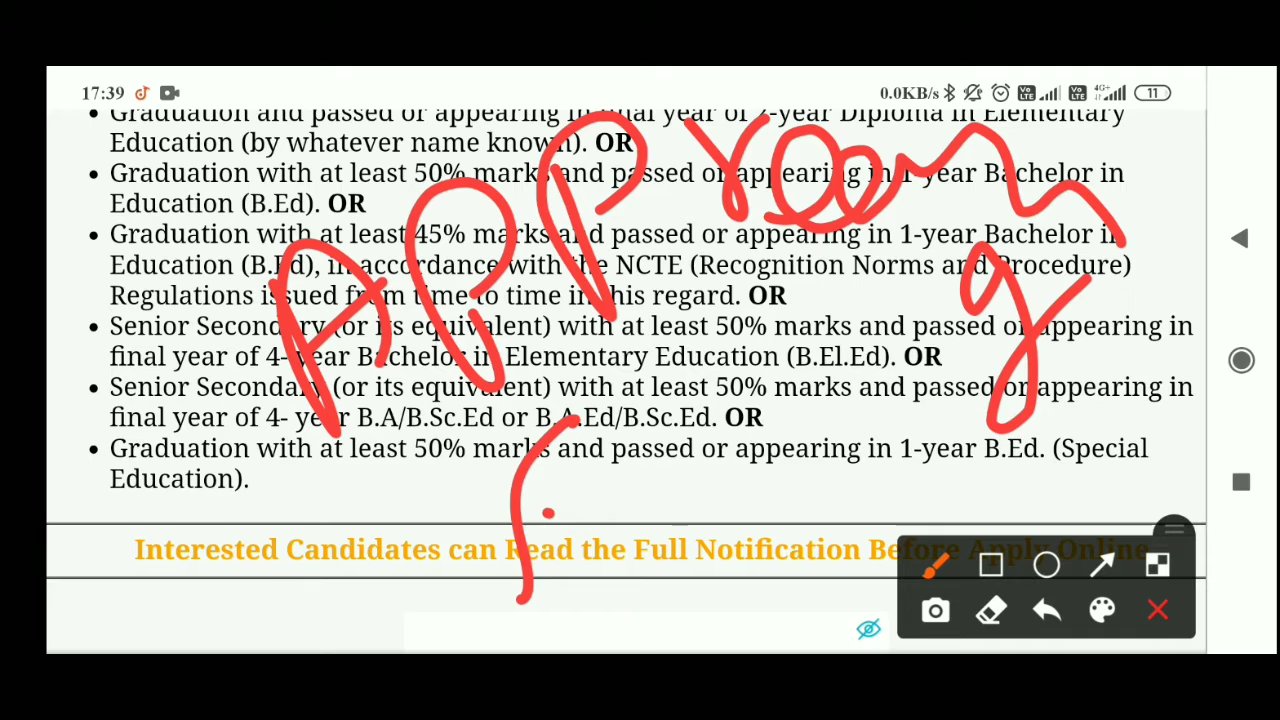 17:39 0.0KB/s Vo LTE Vo LTE 4G+ 11
Graduation and passed or appearing in final year of 2-year Diploma in Elementary
Education (by whatever name known). OR
Graduation with at least 50% marks and passed or appearing in 1-year Bachelor in
Education (B.Ed). OR
Graduation with at least 45% marks and passed or appearing in 1-year Bachelor in
Education (B.Ed), in accordance with the NCTE (Recognition Norms and Procedure)
Regulations issued from time to time in this regard. OR
Senior Secondary (or its equivalent) with at least 50% marks and passed or appearing in
final year of 4- year Bachelor in Elementary Education (B.El.Ed). OR
Senior Secondary (or its equivalent) with at least 50% marks and passed or appearing in
final year of 4- year B.A/B.Sc.Ed or B.A.Ed/B.Sc.Ed. OR
Graduation with at least 50% marks and passed or appearing in 1-year B.Ed. (Special
Education).
Interested Candidates can Read the Full Notification Before Apply Online